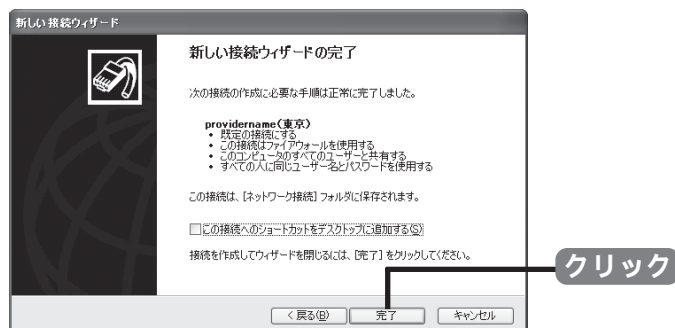 新しい接続ウィザード
新しい接続ウィザードの完了
次の接続の作成に必要な手順は正常に完了しました。
providername(東京)
• 既定の接続にする
• この接続はファイアウォールを使用する
• このコンピュータのすべてのユーザーと共有する
• すべての人に同じユーザー名とパスワードを使用する
この接続は、[ネットワーク接続] フォルダに保存されます。
この接続へのショートカットをデスクトップに追加する(S)
接続を作成してウィザードを閉じるには、[完了] をクリックしてください。
クリック
< 戻る(B) 完了 キャンセル